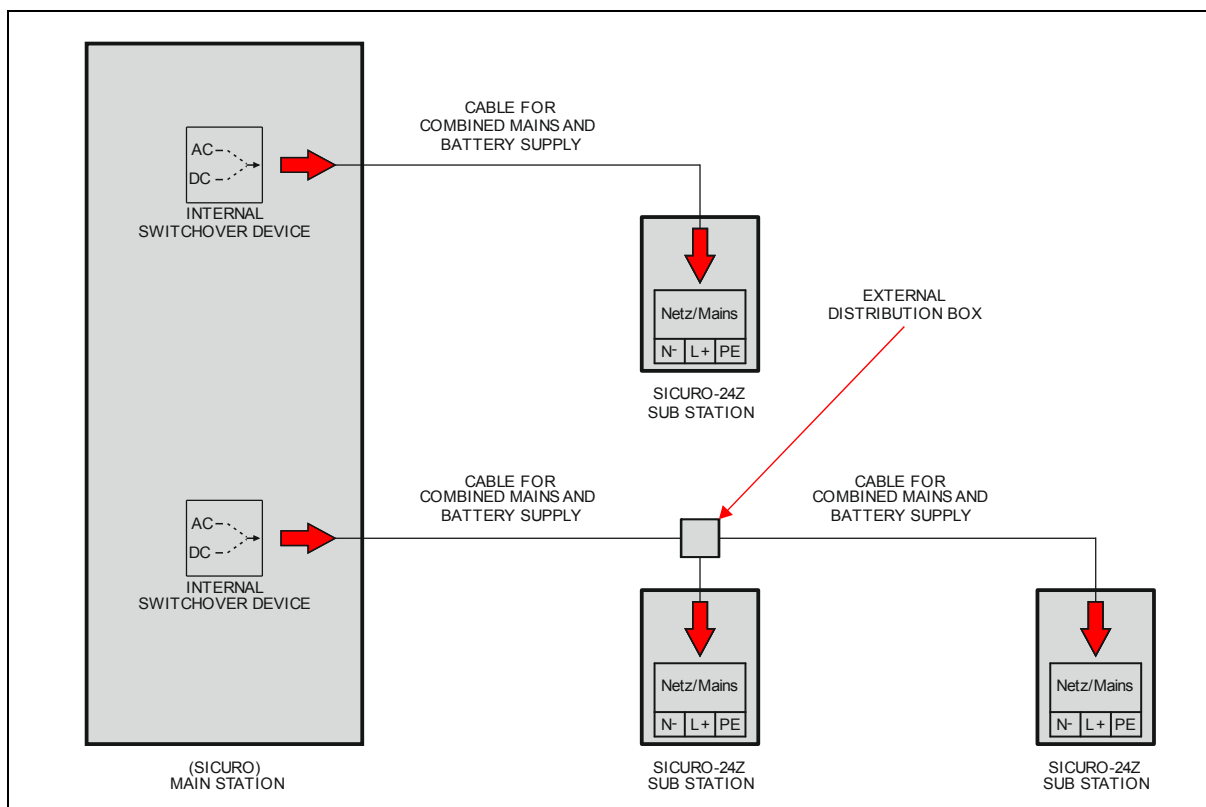 CABLE FOR
COMBINED MAINS AND
BATTERY SUPPLY
AC
DC
INTERNAL
SWITCHOVER DEVICE
Netz/Mains
N- L+ PE
SICURO-24Z
SUB STATION
EXTERNAL
DISTRIBUTION BOX
CABLE FOR
COMBINED MAINS AND
BATTERY SUPPLY
CABLE FOR
COMBINED MAINS AND
BATTERY SUPPLY
AC
DC
INTERNAL
SWITCHOVER DEVICE
Netz/Mains
N- L+ PE
Netz/Mains
N- L+ PE
(SICURO)
MAIN STATION
SICURO-24Z
SUB STATION
SICURO-24Z
SUB STATION